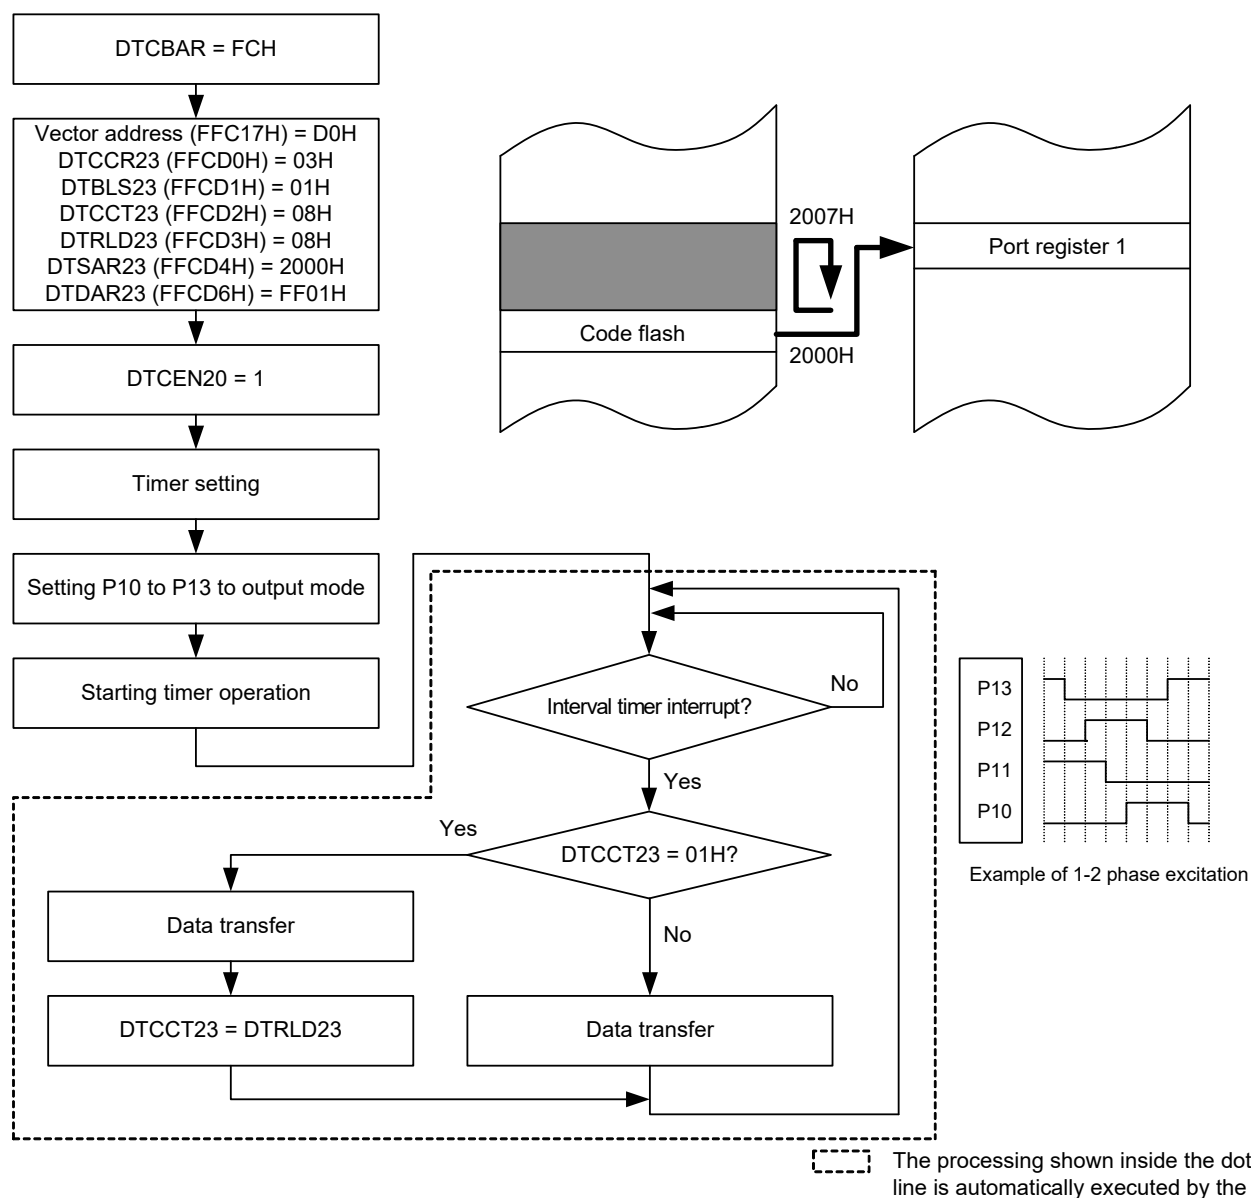 DTCBAR = FCH
Vector address (FFC17H) = D0H
DTCCR23 (FFCD0H) = 03H
DTBLS23 (FFCD1H) = 01H
DTCCT23 (FFCD2H) = 08H
DTRLD23 (FFCD3H) = 08H
DTSAR23 (FFCD4H) = 2000H
DTDAR23 (FFCD6H) = FF01H
DTCEN20 = 1
Timer setting
Setting P10 to P13 to output mode
Starting timer operation
2007H
Port register 1
Code flash
2000H
Interval timer interrupt?
No
Yes
DTCCT23 = 01H?
Yes
No
Data transfer
DTCCT23 = DTRLD23
Data transfer
P13
P12
P11
P10
Example of 1-2 phase excitation
The processing shown inside the dot
line is automatically executed by the